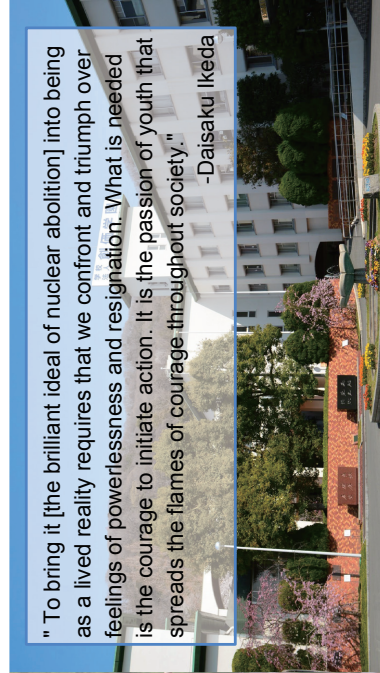 " To bring it [the brilliant ideal of nuclear abolition] into being
as a lived reality requires that we confront and triumph over
feelings of powerlessness and resignation. What is needed
is the courage to initiate action. It is the passion of youth that
spreads the flames of courage throughout society."
-Daisaku Ikeda